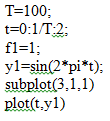 T=100;
t=0:1/T:2;
f1=1;
y1=sin(2*pi*t);
subplot(3,1,1)
plot(t,y1)